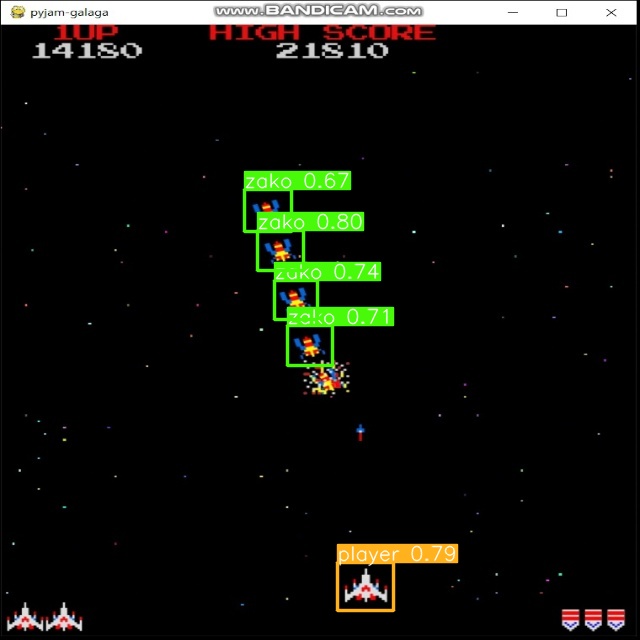 pyjam-galaga
www.BANDICAM.com
1UP HIGH SCORE
14180 21810
zako 0.67
zako 0.80
zako 0.74
zako 0.71
player 0.79